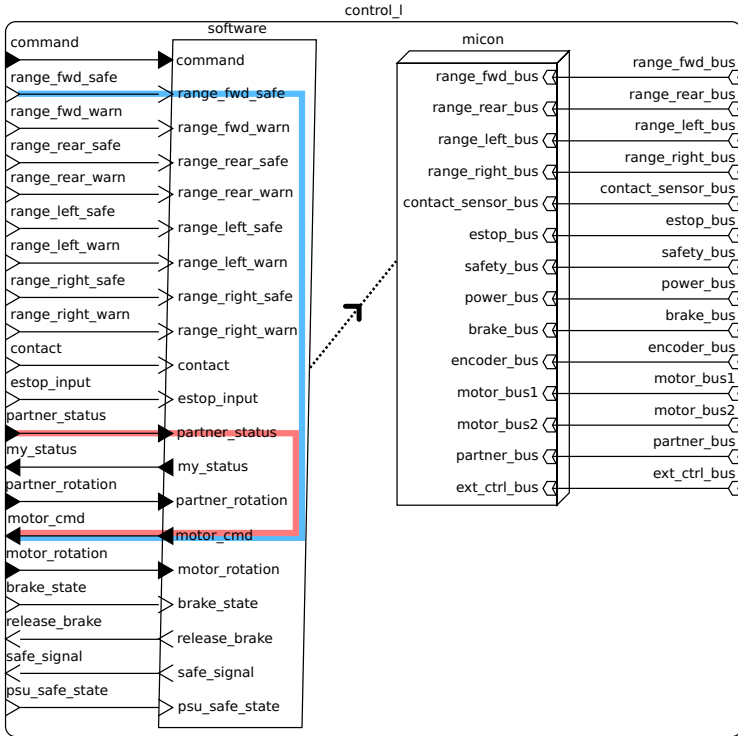 control_l
software
command
command
range_fwd_safe
range_fwd_safe
range_fwd_warn
range_fwd_warn
range_rear_safe
range_rear_safe
range_rear_warn
range_rear_warn
range_left_safe
range_left_safe
range_left_warn
range_left_warn
range_right_safe
range_right_safe
range_right_warn
range_right_warn
contact
contact
estop_input
estop_input
partner_status
partner_status
my_status
my_status
partner_rotation
partner_rotation
motor_cmd
motor_cmd
motor_rotation
motor_rotation
brake_state
brake_state
release_brake
release_brake
safe_signal
safe_signal
psu_safe_state
psu_safe_state
micon
range_fwd_bus
range_fwd_bus
range_rear_bus
range_rear_bus
range_left_bus
range_left_bus
range_right_bus
range_right_bus
contact_sensor_bus
contact_sensor_bus
estop_bus
estop_bus
safety_bus
safety_bus
power_bus
power_bus
brake_bus
brake_bus
encoder_bus
encoder_bus
motor_bus1
motor_bus1
motor_bus2
motor_bus2
partner_bus
partner_bus
ext_ctrl_bus
ext_ctrl_bus